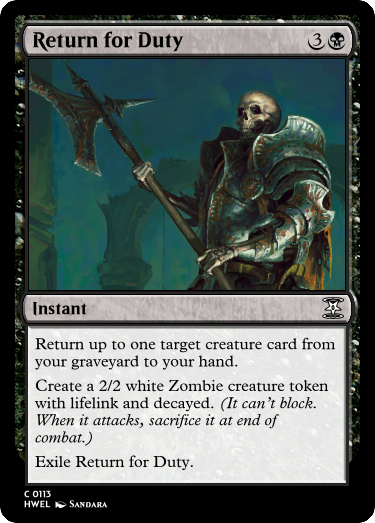 Return for Duty 3
Instant
Return up to one target creature card from
your graveyard to your hand.
Create a 2/2 white Zombie creature token
with lifelink and decayed. (It can't block.
When it attacks, sacrifice it at end of
combat.)
Exile Return for Duty.
C 0113
HWEL Sandara